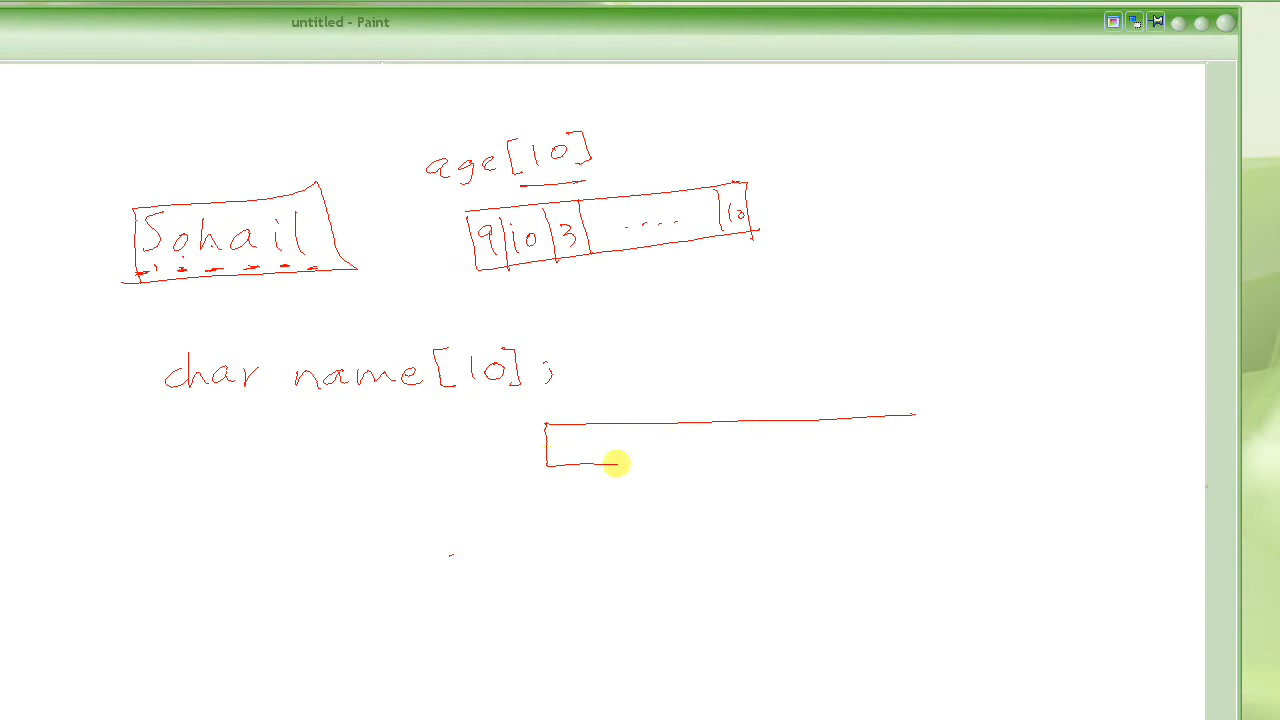 untitled - Paint
age[10]
Sohail
9 10 3 .... 10
char name[10];